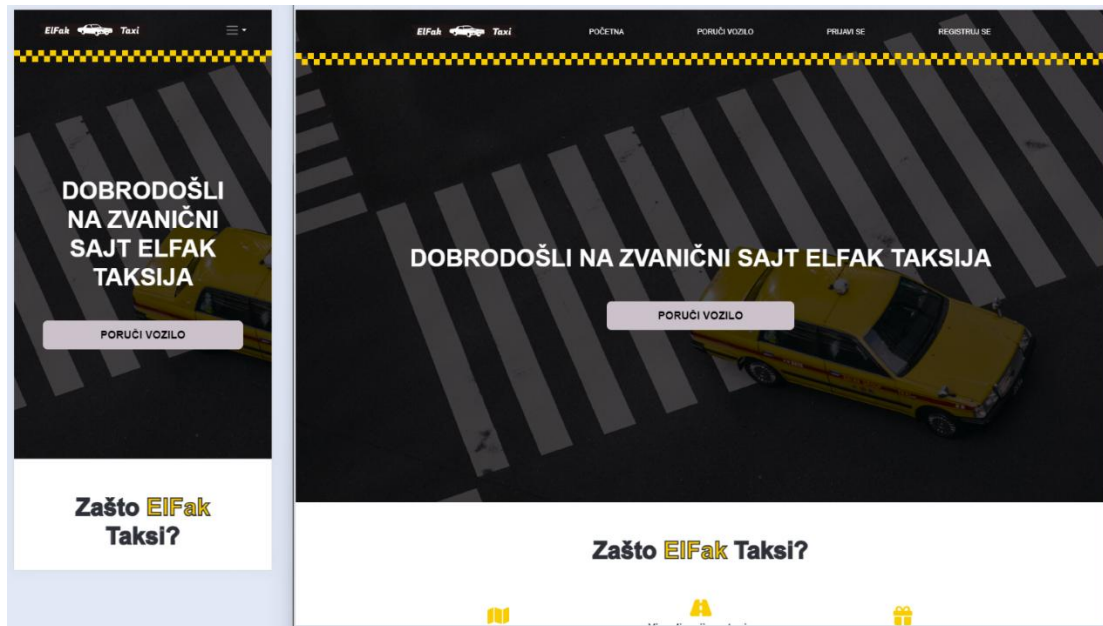 ElFak Taxi
DOBRODOŠLI
NA ZVANIČNI
SAJT ELFAK
TAKSIJA
PORUČI VOZILO
Zašto ElFak
Taksi?
ElFak Taxi POČETNA PORUČI VOZILO PRIJAVI SE REGISTRUJ SE
DOBRODOŠLI NA ZVANIČNI SAJT ELFAK TAKSIJA
PORUČI VOZILO
Zašto ElFak Taksi?